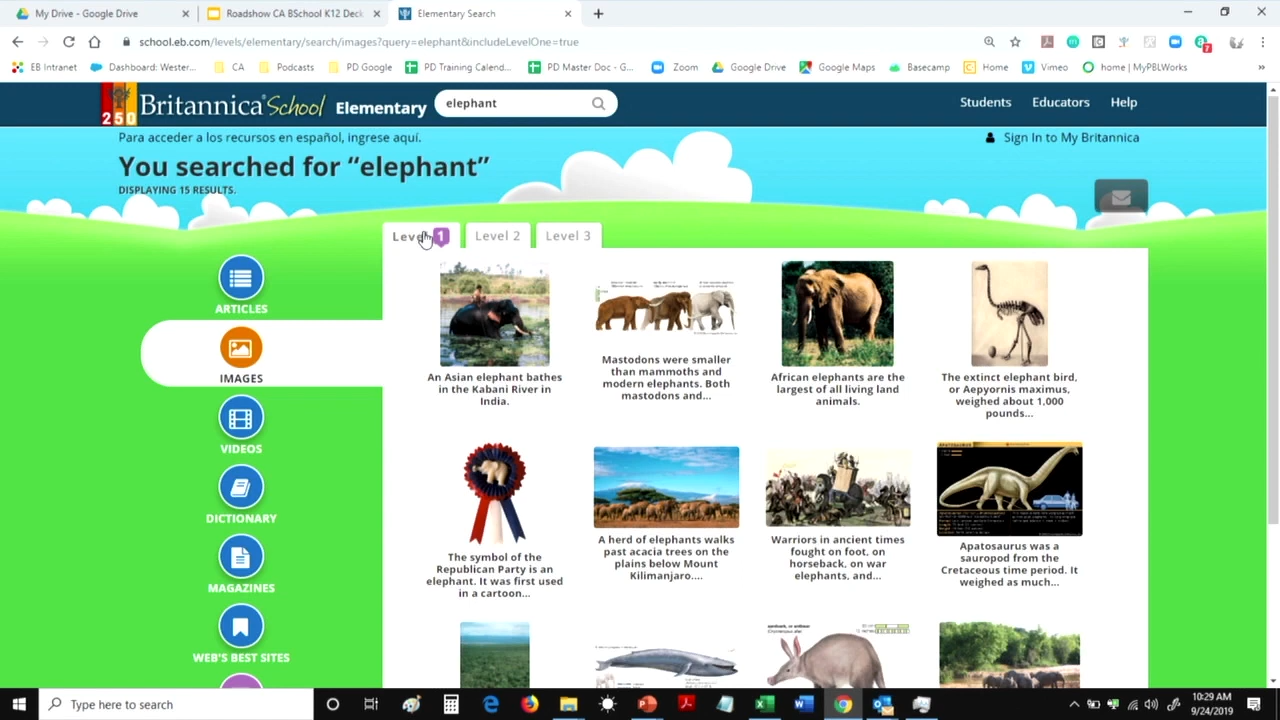 My Drive - Google Drive
Roadshow CA BSchool K12 Deck
Elementary Search
school.eb.com/levels/elementary/search/images?query=elephant&includeLevelOne=true
EB Intranet
Dashboard: Wester...
CA
Podcasts
PD Google
PD Training Calend...
PD Master Doc - G...
Zoom
Google Drive
Google Maps
Basecamp
Home
Vimeo
home | MyPBLWorks
250
Britannica School Elementary
elephant
Students
Educators
Help
Para acceder a los recursos en español, ingrese aquí.
Sign In to My Britannica
You searched for “elephant”
DISPLAYING 15 RESULTS.
Level 1
Level 2
Level 3
ARTICLES
IMAGES
VIDEOS
DICTIONARY
MAGAZINES
WEB'S BEST SITES
An Asian elephant bathes
in the Kabani River in
India.
Mastodons were smaller
than mammoths and
modern elephants. Both
mastodons and...
African elephants are the
largest of all living land
animals.
The extinct elephant bird,
or Aepyornis maximus,
weighed about 1,000
pounds...
The symbol of the
Republican Party is an
elephant. It was first used
in a cartoon...
A herd of elephants walks
past acacia trees on the
plains below Mount
Kilimanjaro....
Warriors in ancient times
fought on foot, on
horseback, on war
elephants, and...
APATOSAURUS
Apatosaurus was a
sauropod from the
Cretaceous time period. It
weighed as much...
Type here to search
10:29 AM
9/24/2019